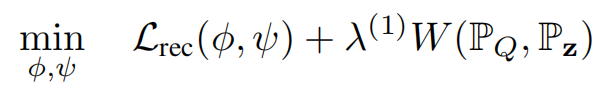 min_{ϕ,ψ} ℒ_rec(ϕ, ψ) + λ^{(1)} W(ℙ_Q, ℙ_𝐳)